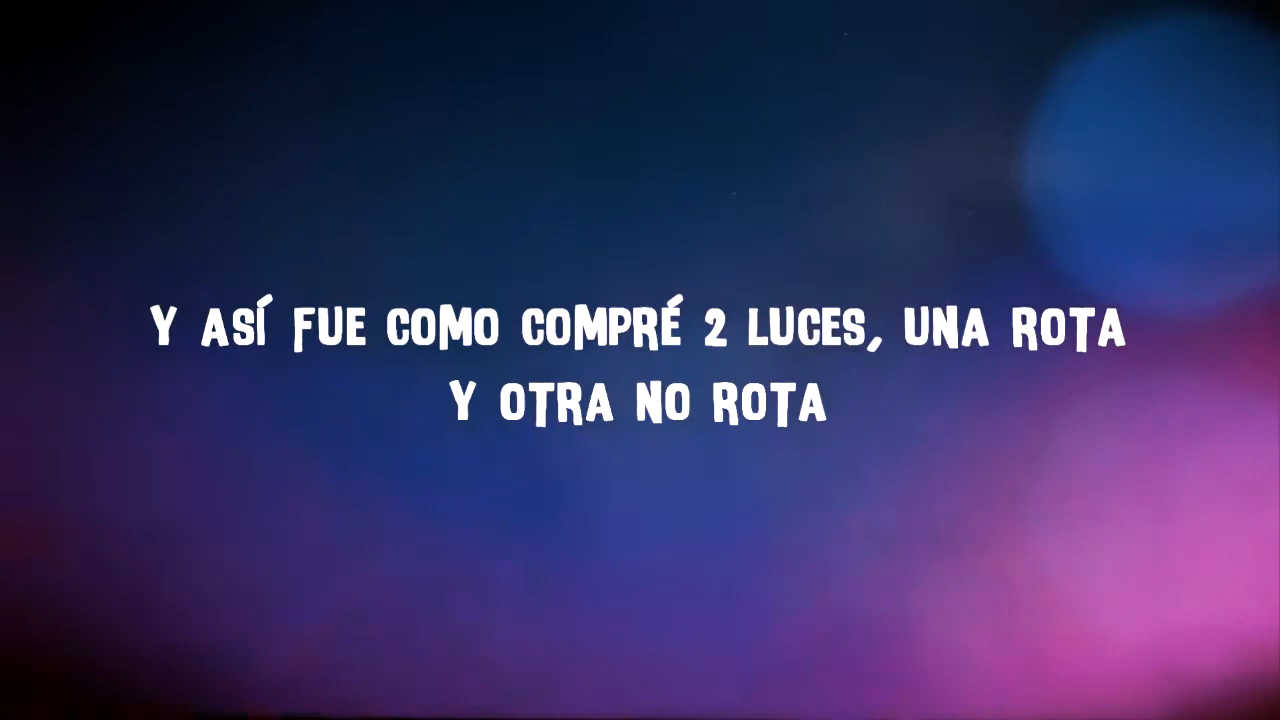 Y ASÍ FUE COMO COMPRÉ 2 LUCES, UNA ROTA
Y OTRA NO ROTA